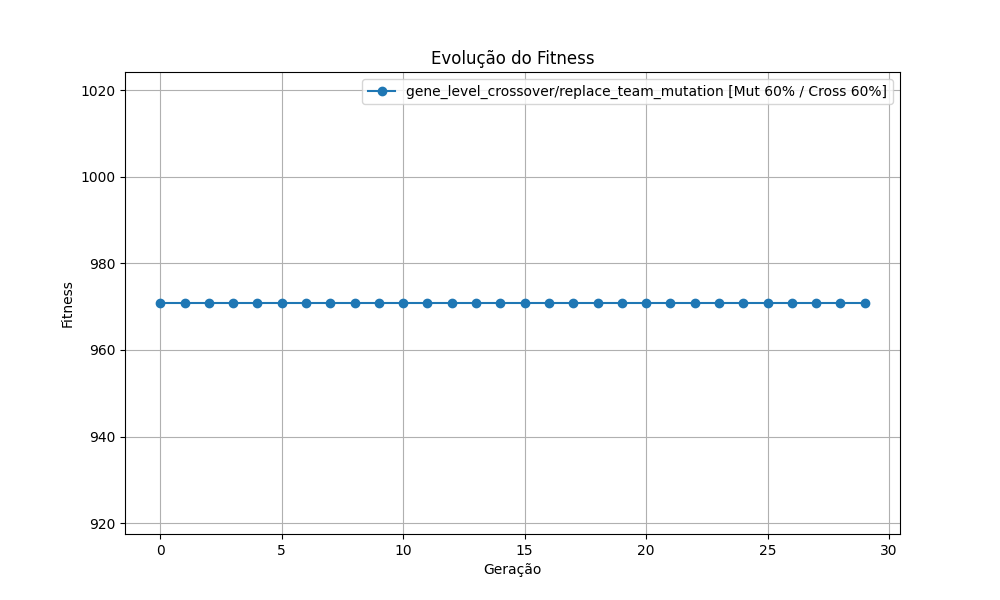 Evolução do Fitness
gene_level_crossover/replace_team_mutation [Mut 60% / Cross 60%]
1020
1000
980
960
940
920
Fitness
0 5 10 15 20 25 30
Geração